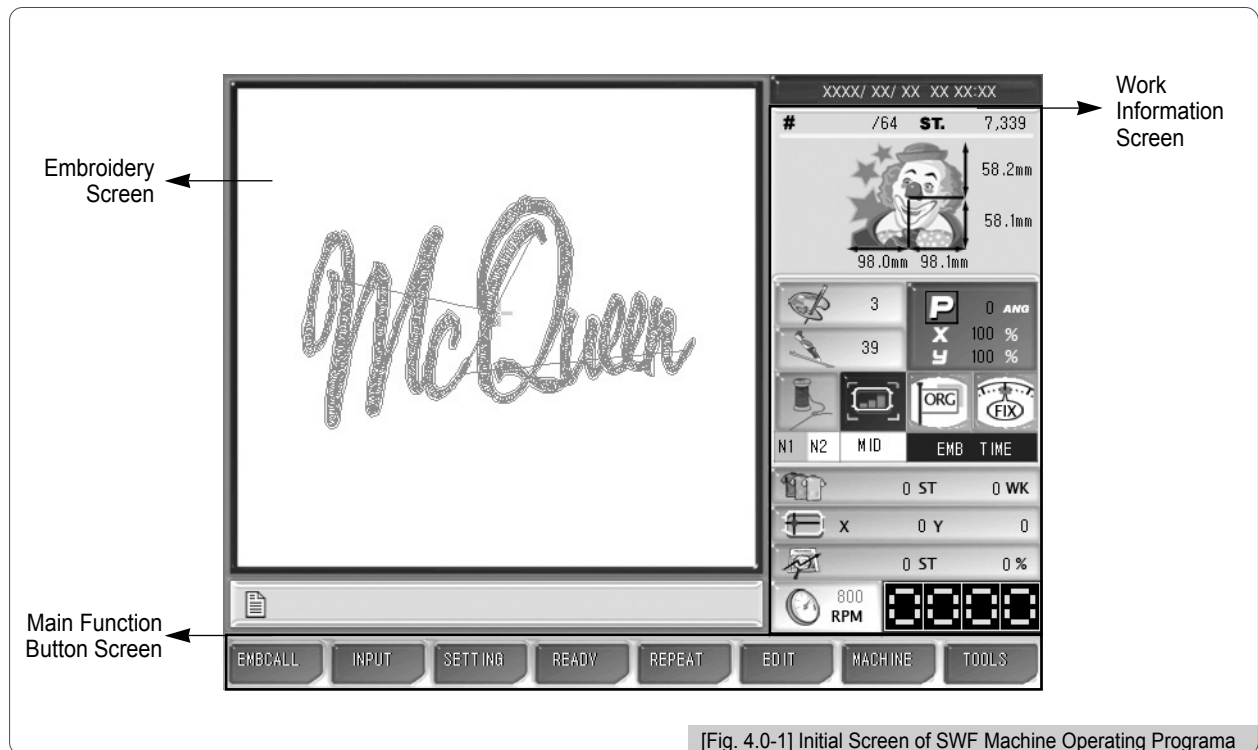 XXXX/ XX/ XX XX XX:XX
Work
Information
Screen
# /64 ST. 7,339
Embroidery
Screen
58.2mm
58.1mm
98.0mm 98.1mm
McQueen
3
P 0 ANG
X 100 %
39
Y 100 %
ORG
FIX
N1 N2 MID EMB TIME
0 ST 0 WK
X 0 Y 0
0 ST 0 %
800
RPM
0000
Main Function
Button Screen
EMBCALL INPUT SETTING READY REPEAT EDIT MACHINE TOOLS
[Fig. 4.0-1] Initial Screen of SWF Machine Operating Programa